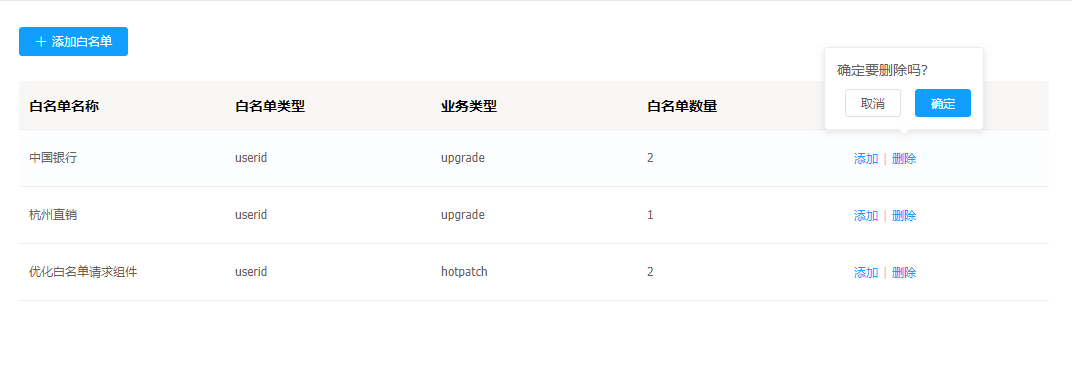 + 添加白名单
确定要删除吗?
取消 确定
白名单名称 白名单类型 业务类型 白名单数量
中国银行 userid upgrade 2 添加 | 删除
杭州直销 userid upgrade 1 添加 | 删除
优化白名单请求组件 userid hotpatch 2 添加 | 删除